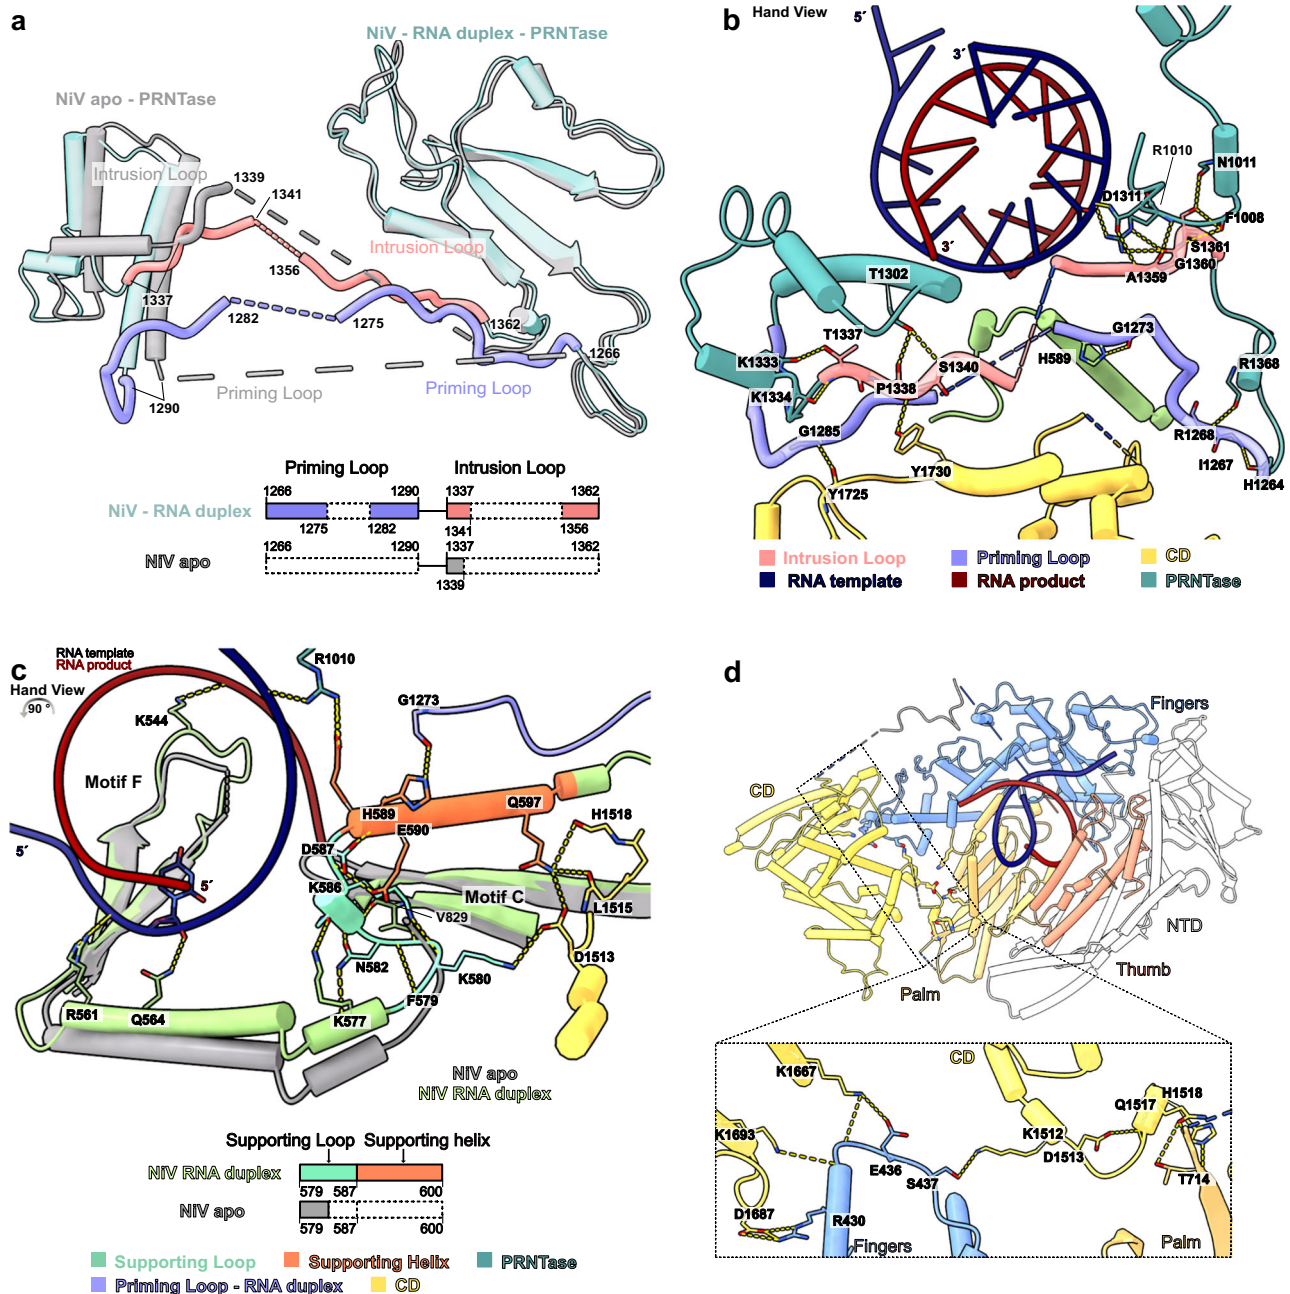 a
NiV - RNA duplex - PRNTase
NiV apo - PRNTase
Intrusion Loop
1339
1341
Intrusion Loop
1356
1337
1282
1275
1362
1266
Priming Loop
Priming Loop
1290
Priming Loop
Intrusion Loop
1266
1290
1337
1362
NiV - RNA duplex
1275
1282
1341
1356
1266
1290
1337
1362
NiV apo
1339
b
Hand View
5´
3´
R1010
N1011
D1311
F1008
S1361
G1360
A1359
3´
T1302
T1337
G1273
K1333
H589
R1368
S1340
P1338
K1334
G1285
R1268
Y1730
I1267
Y1725
H1264
Intrusion Loop
Priming Loop
CD
RNA template
RNA product
PRNTase
c
RNA template
RNA product
Hand View
90 °
R1010
G1273
K544
Motif F
H589
Q597
H1518
E590
5´
D587
K586
5´
Motif C
L1515
V829
N582
K580
D1513
F579
R561
Q564
K577
NiV apo
NiV RNA duplex
Supporting Loop
Supporting helix
NiV RNA duplex
579
587
600
NiV apo
579
587
600
Supporting Loop
Supporting Helix
PRNTase
Priming Loop - RNA duplex
CD
d
Fingers
CD
NTD
Thumb
Palm
CD
K1667
H1518
Q1517
K1693
K1512
E436
D1513
S437
T714
D1687
R430
Fingers
Palm